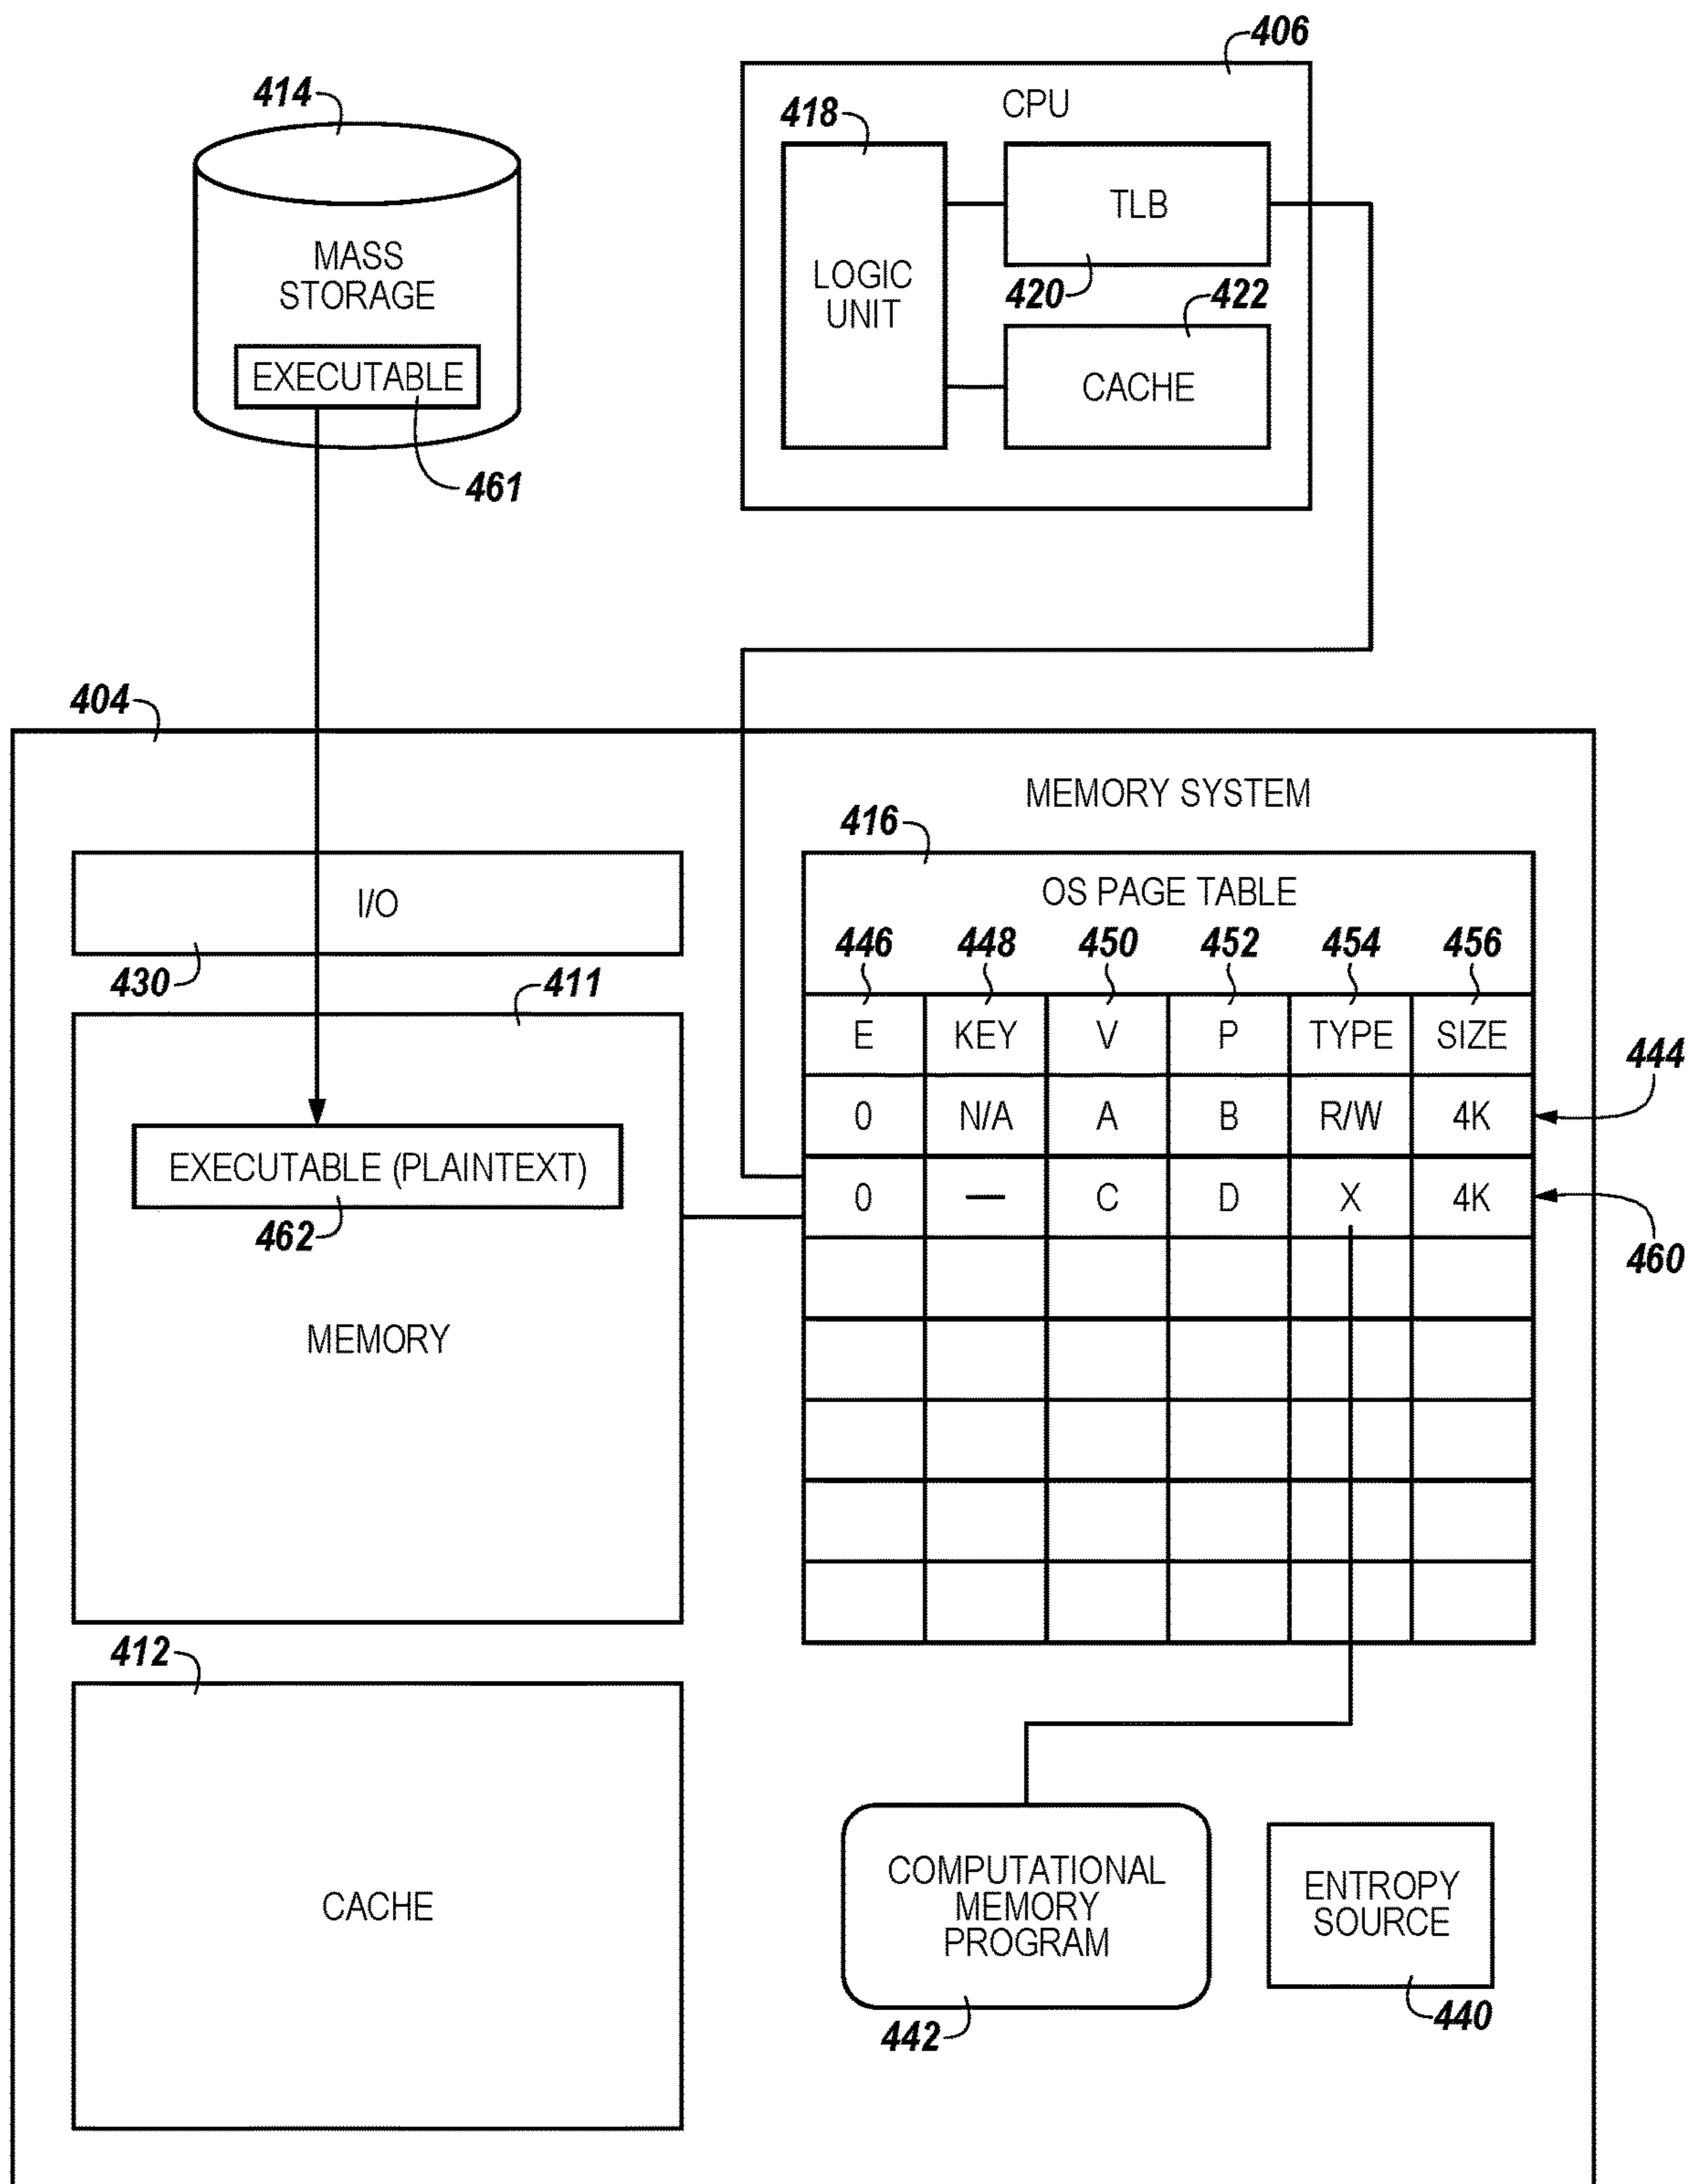 406
414
CPU
418
TLB
MASS
STORAGE
LOGIC
UNIT
420
422
EXECUTABLE
CACHE
461
404
MEMORY SYSTEM
416
I/O
OS PAGE TABLE
446 448 450 452 454 456
430
411
E KEY V P TYPE SIZE
444
0 N/A A B R/W 4K
EXECUTABLE (PLAINTEXT)
0 — C D X 4K
462
460
MEMORY
412
COMPUTATIONAL
MEMORY
PROGRAM
ENTROPY
SOURCE
CACHE
442
440